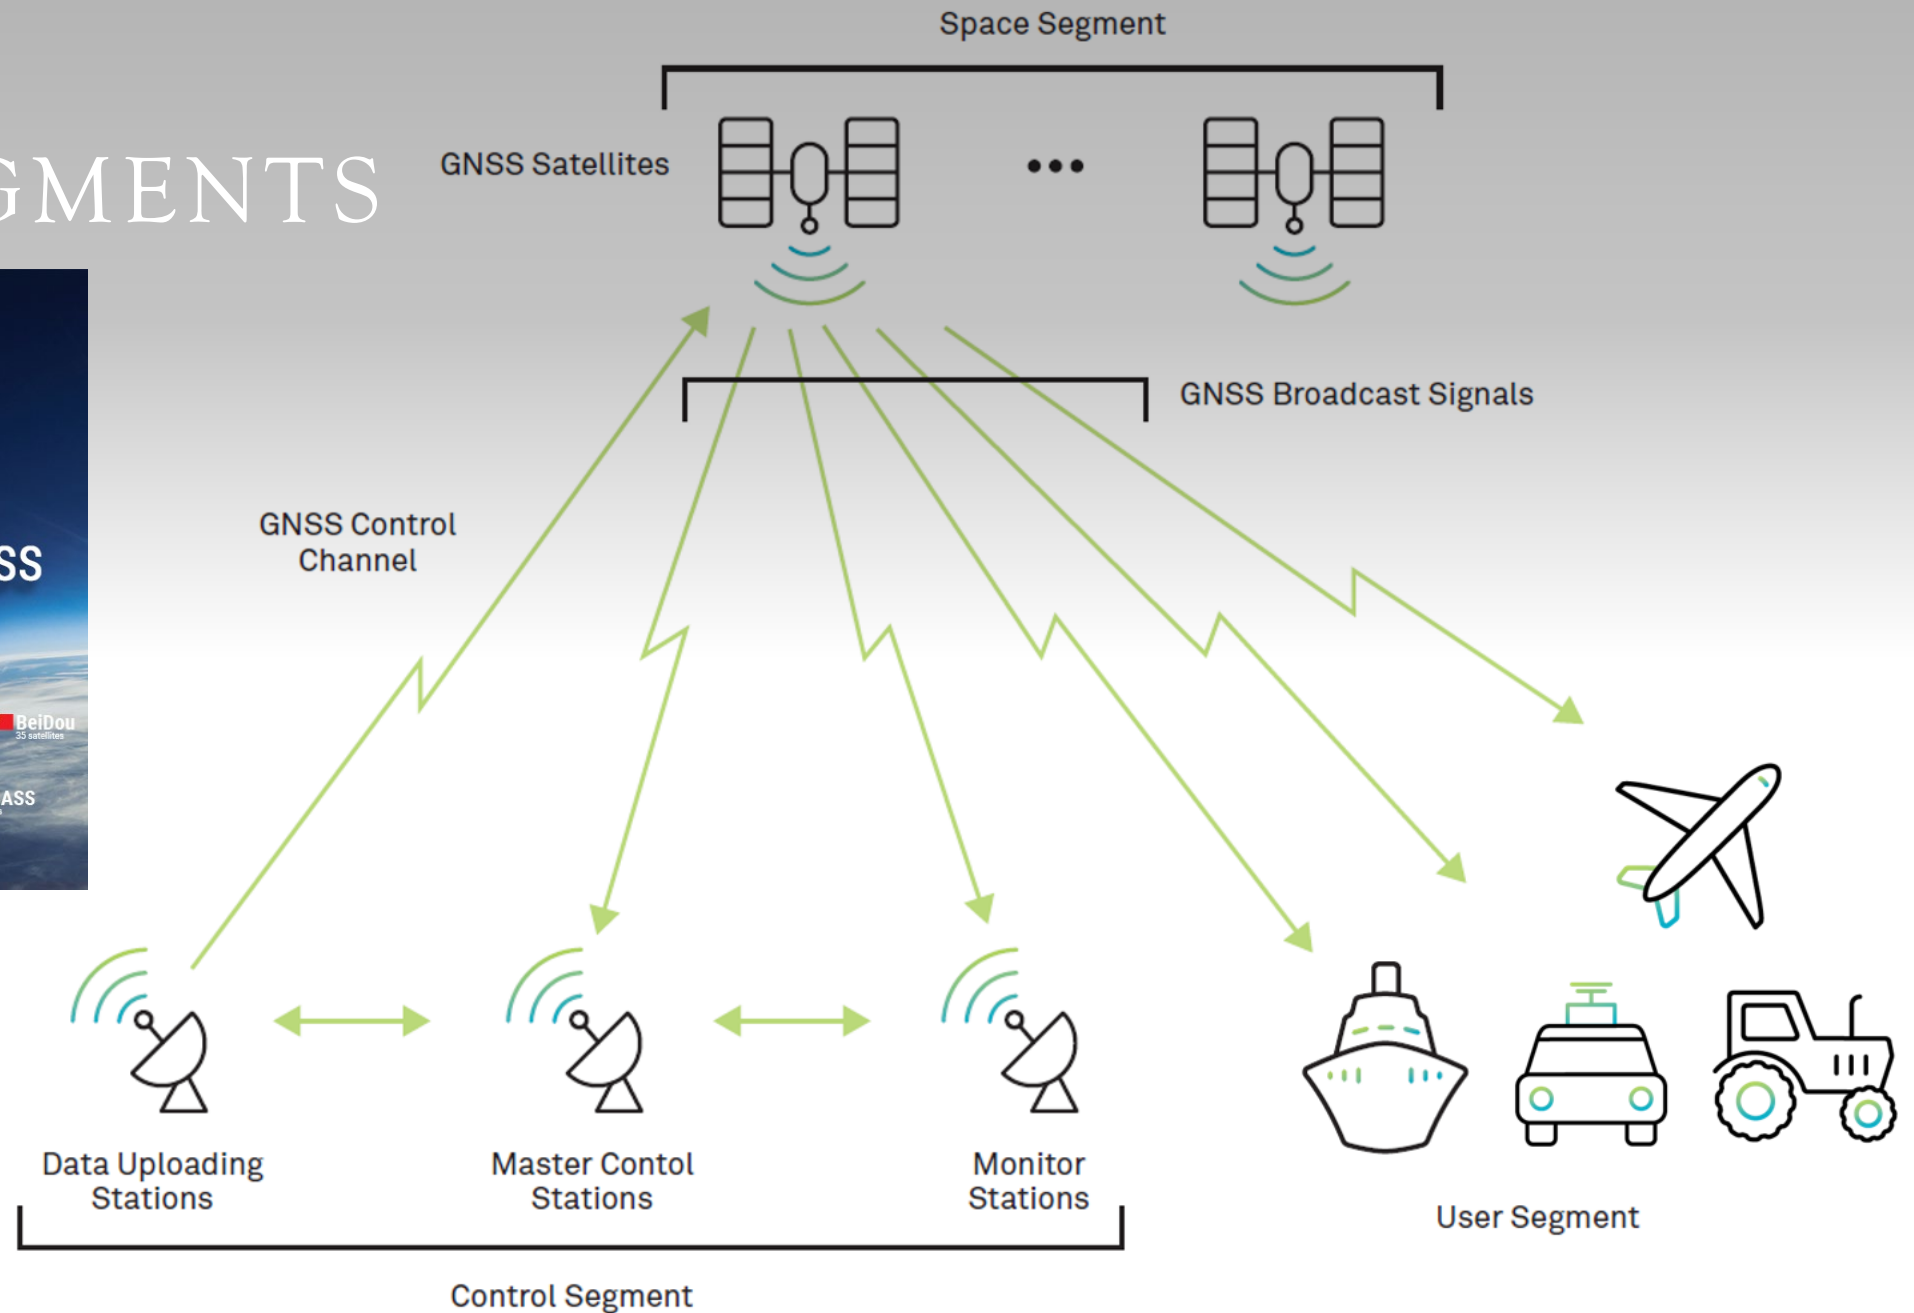 Space Segment
GMENTS
GNSS Satellites
GNSS Broadcast Signals
GNSS Control
Channel
SS
BeiDou
35 satellites
ASS
Data Uploading
Stations
Master Contol
Stations
Monitor
Stations
User Segment
Control Segment